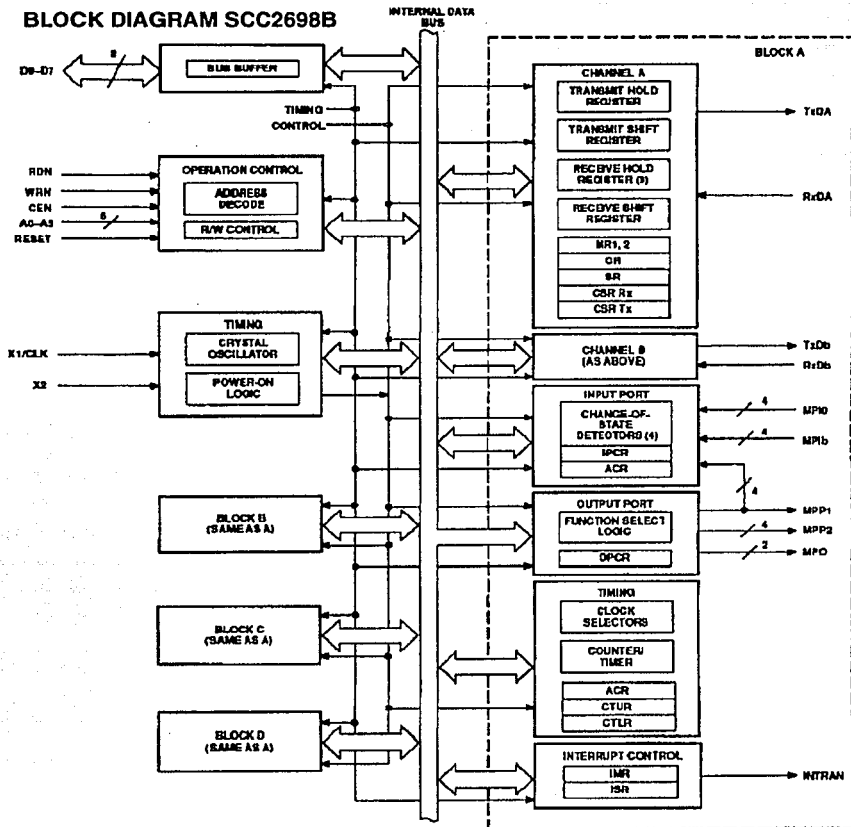 BLOCK DIAGRAM SCC2698B
INTERNAL DATA
BUS
BLOCK A
D0–D7
8
BUS BUFFER
TIMING
CONTROL
RDN
WRN
CEN
A0–A5
6
RESET
OPERATION CONTROL
ADDRESS
DECODE
R/W CONTROL
X1/CLK
X2
TIMING
CRYSTAL
OSCILLATOR
POWER-ON
LOGIC
BLOCK B
(SAME AS A)
BLOCK C
(SAME AS A)
BLOCK D
(SAME AS A)
CHANNEL A
TRANSMIT HOLD
REGISTER
TRANSMIT SHIFT
REGISTER
RECEIVE HOLD
REGISTER (3)
RECEIVE SHIFT
REGISTER
MR1, 2
CR
SR
CSR Rx
CSR Tx
TxDA
RxDA
CHANNEL B
(AS ABOVE)
TxDb
RxDb
INPUT PORT
CHANGE-OF-
STATE
DETECTORS (4)
IPCR
ACR
4
MPI0
4
MPIb
4
OUTPUT PORT
FUNCTION SELECT
LOGIC
OPCR
MPP1
4
MPP2
2
MPO
TIMING
CLOCK
SELECTORS
COUNTER/
TIMER
ACR
CTUR
CTLR
INTERRUPT CONTROL
IMR
ISR
INTRAN